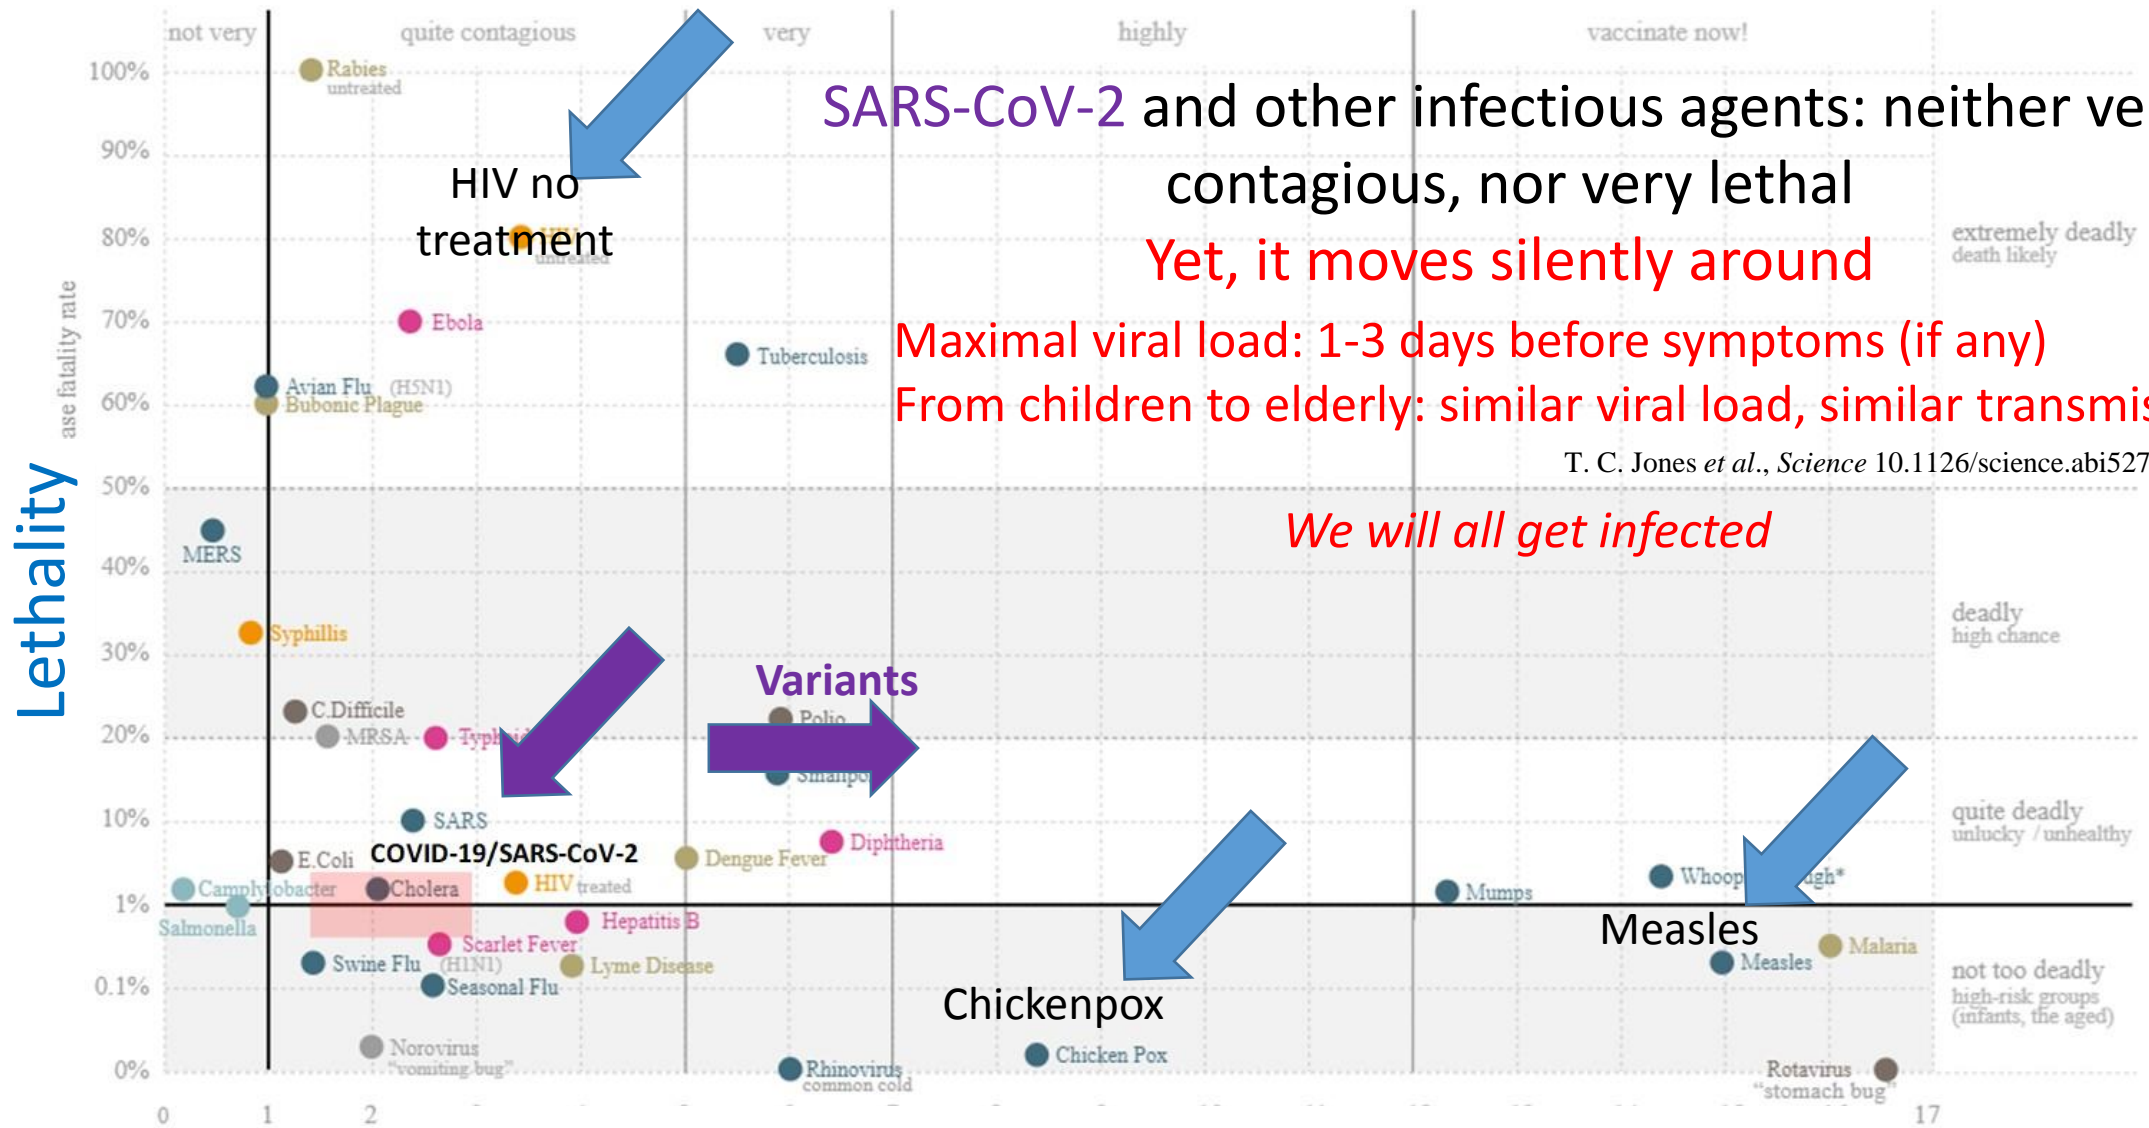 not very
quite contagious
very
highly
vaccinate now!
100%
Rabies
untreated
SARS-CoV-2 and other infectious agents: neither ve
contagious, nor very lethal
90%
HIV no
treatment
80%
HIV
untreated
Yet, it moves silently around
extremely deadly
death likely
ase fatality rate
70%
Ebola
Tuberculosis
Maximal viral load: 1-3 days before symptoms (if any)
Avian Flu (H5N1)
Bubonic Plague
60%
From children to elderly: similar viral load, similar transmis
T. C. Jones et al., Science 10.1126/science.abi527
50%
Lethality
We will all get infected
MERS
40%
Syphillis
deadly
high chance
30%
Variants
C.Difficile
Polio
MRSA
20%
SARS
10%
quite deadly
unlucky / unhealthy
Diphtheria
E.Coli
COVID-19/SARS-CoV-2
Dengue Fever
Camplylobacter
Cholera
HIV treated
Mumps
1%
Salmonella
Hepatitis B
Measles
Scarlet Fever
Malaria
Swine Flu (H1N1)
Lyme Disease
Measles
not too deadly
high-risk groups
(infants, the aged)
0.1%
Seasonal Flu
Chickenpox
Norovirus
"vomiting bug"
Chicken Pox
0%
Rhinovirus
common cold
Rotavirus
"stomach bug"
0
1
2
17